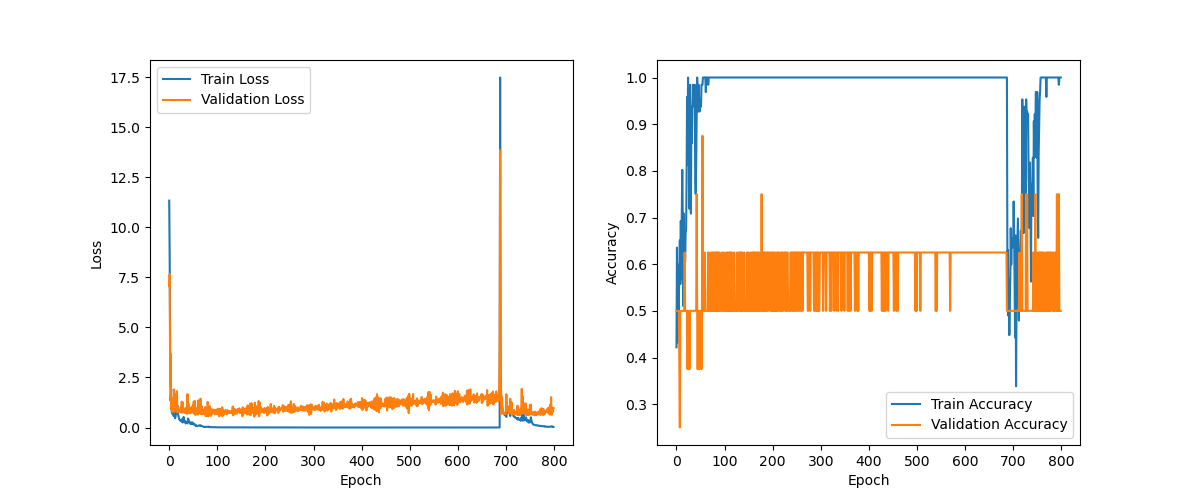 17.5
15.0
12.5
10.0
7.5
5.0
2.5
0.0
Loss
Train Loss
Validation Loss
0 100 200 300 400 500 600 700 800
Epoch
1.0
0.9
0.8
0.7
0.6
0.5
0.4
0.3
Accuracy
Train Accuracy
Validation Accuracy
0 100 200 300 400 500 600 700 800
Epoch